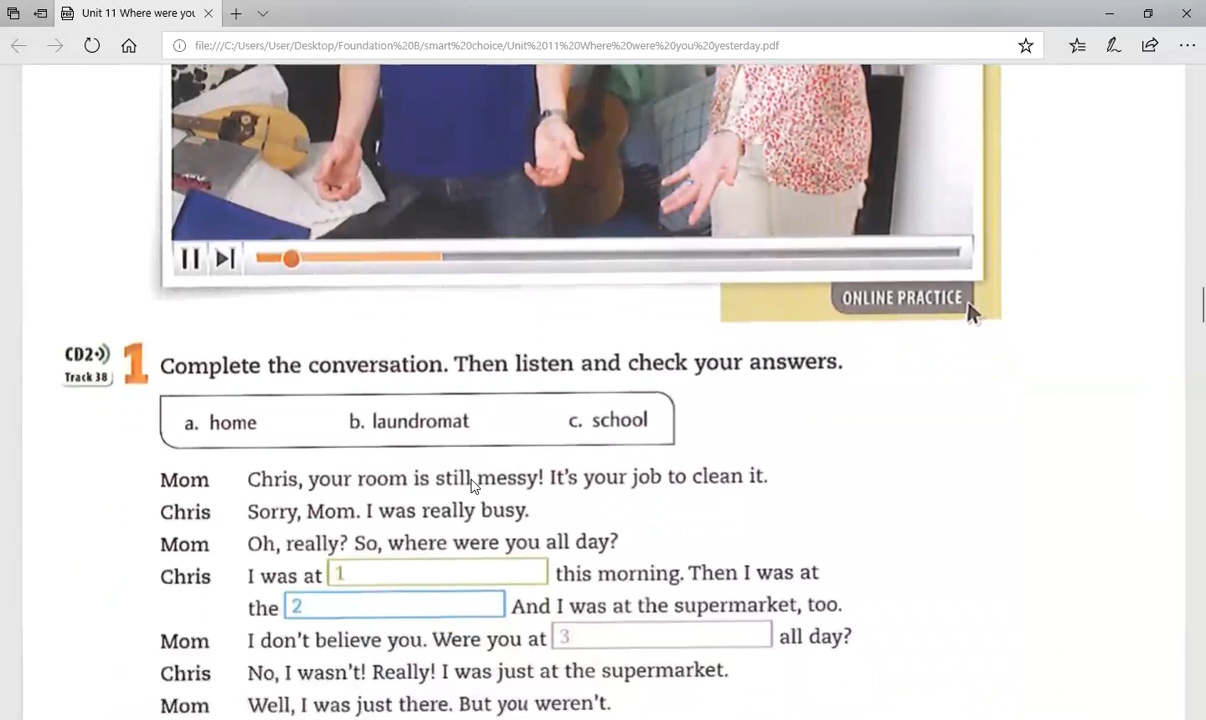 Unit 11 Where were you
file:///C:/Users/User/Desktop/Foundation%20B/smart%20choice/Unit%2011%20Where%20were%20you%20yesterday.pdf
ONLINE PRACTICE
CD2
Track 38
1 Complete the conversation. Then listen and check your answers.
a. home b. laundromat c. school
Mom Chris, your room is still messy! It's your job to clean it.
Chris Sorry, Mom. I was really busy.
Mom Oh, really? So, where were you all day?
Chris I was at 1 this morning. Then I was at
the 2 And I was at the supermarket, too.
Mom I don't believe you. Were you at 3 all day?
Chris No, I wasn't! Really! I was just at the supermarket.
Mom Well, I was just there. But you weren't.